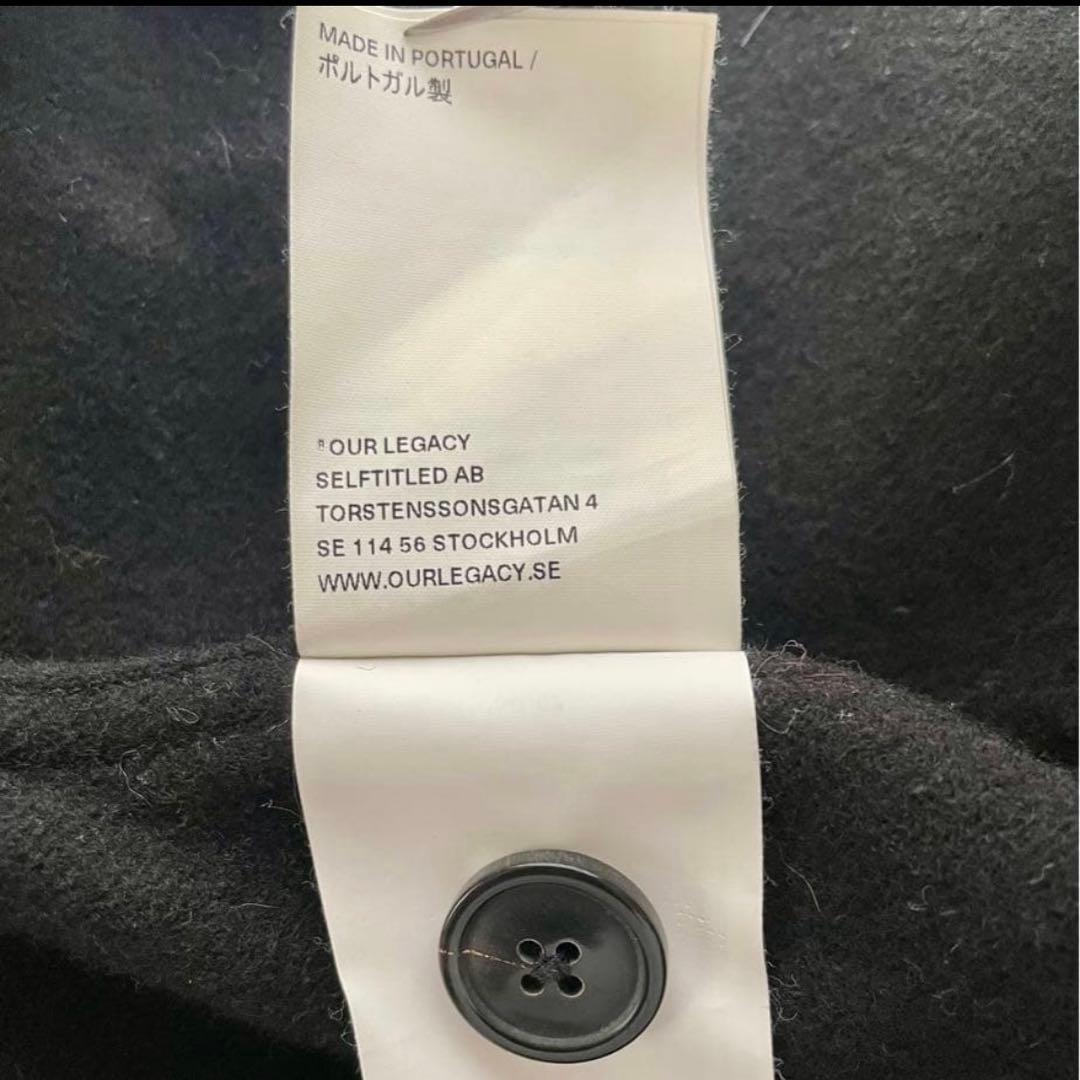 MADE IN PORTUGAL /
ポルトガル製
OUR LEGACY
SELFTITLED AB
TORSTENSSONSGATAN 4
SE 114 56 STOCKHOLM
WWW.OURLEGACY.SE